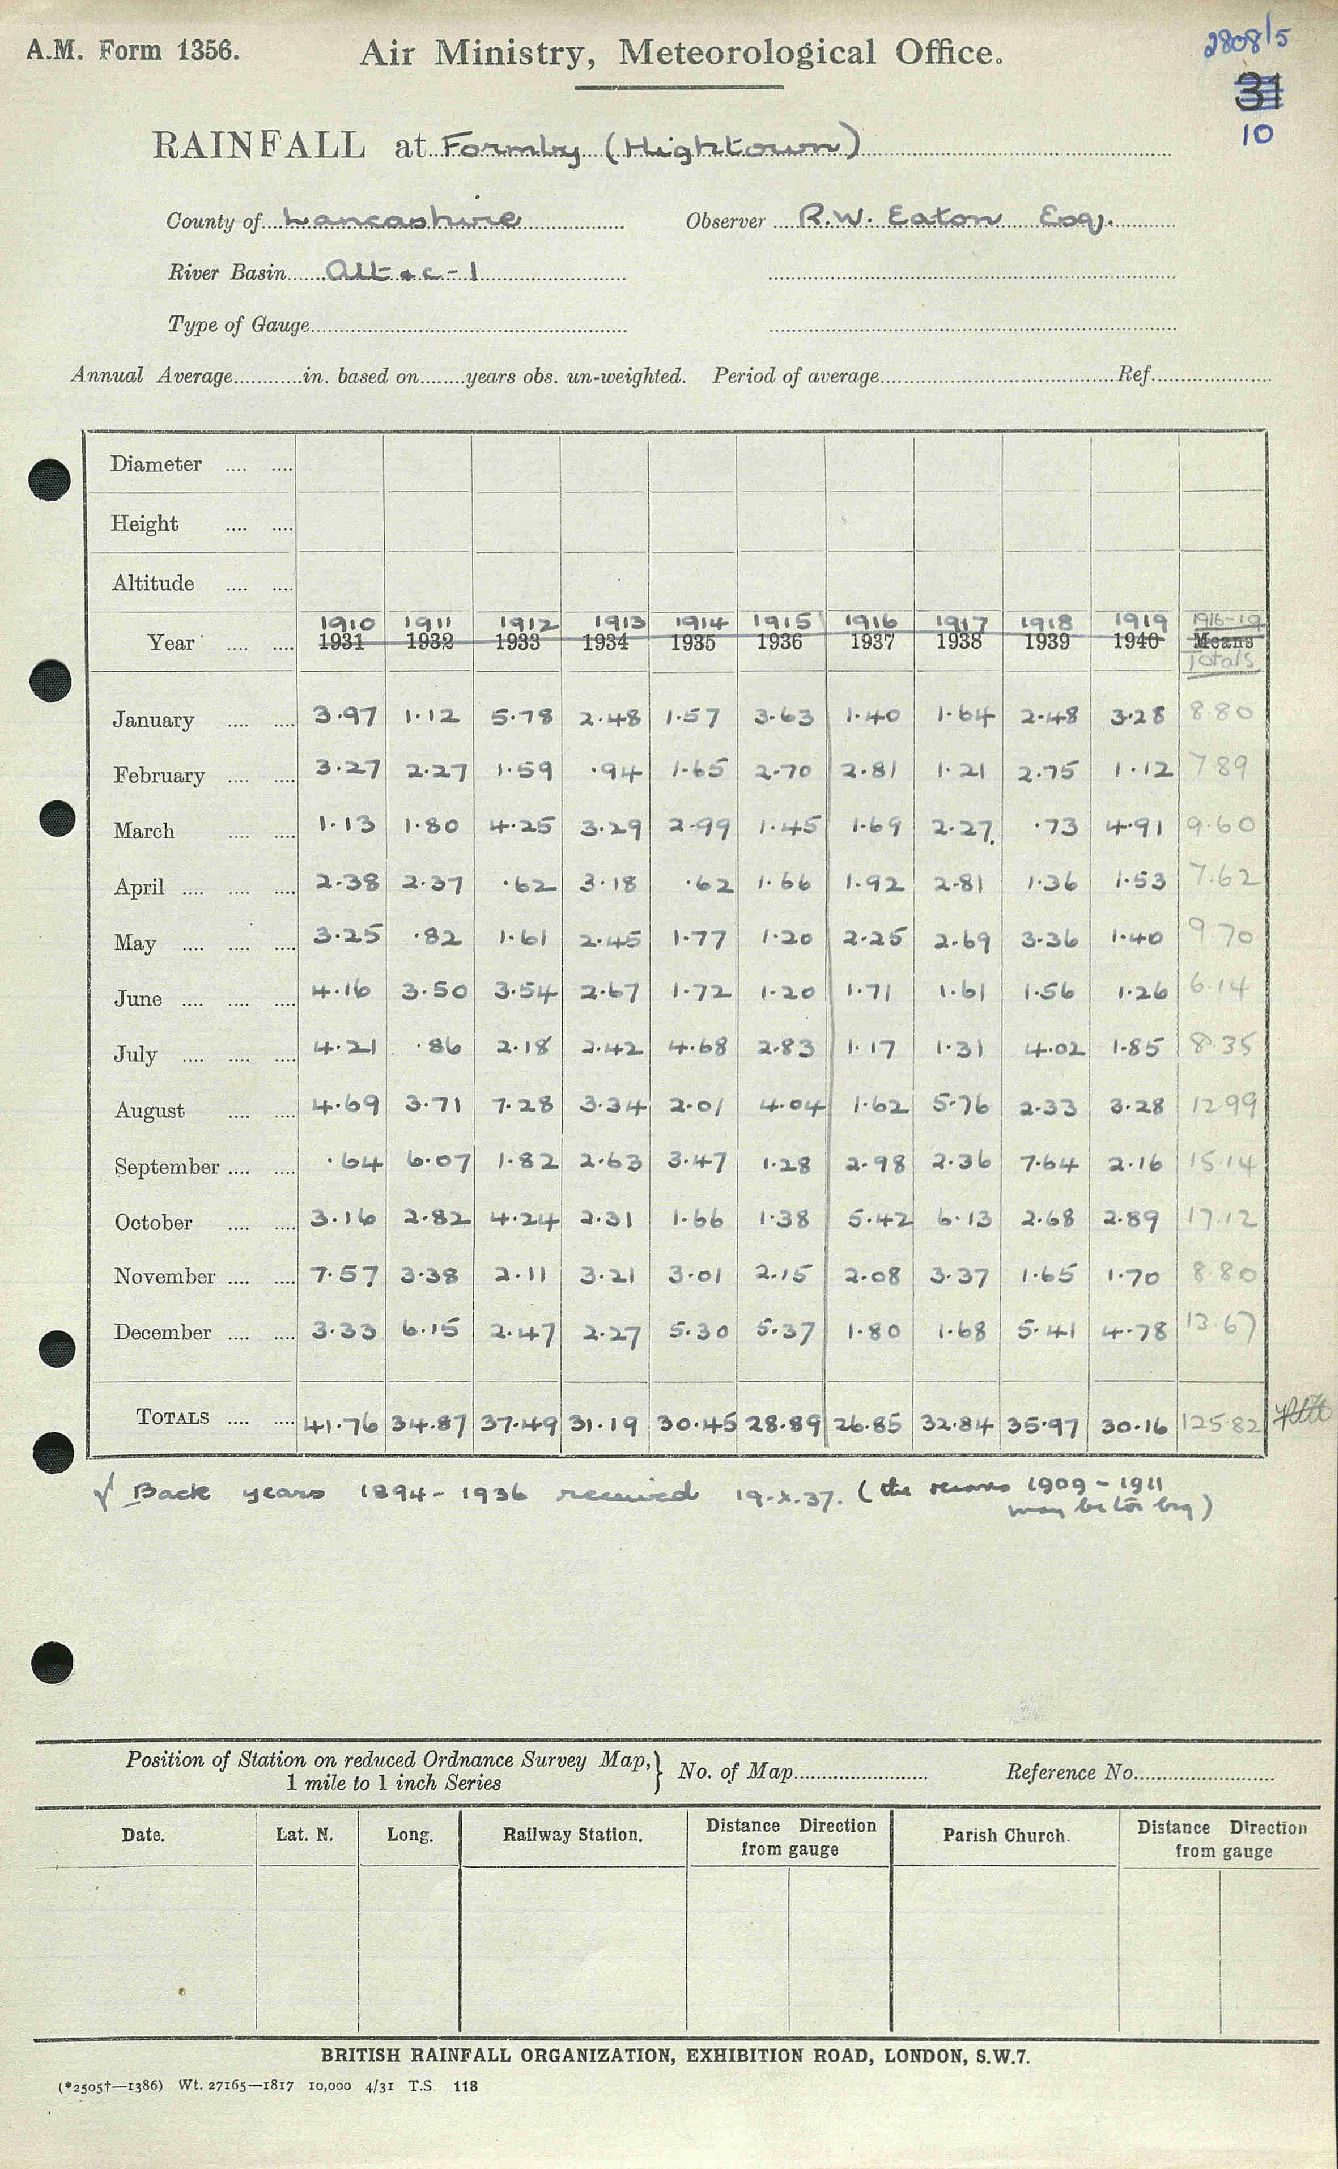 A.M. Form 1356.
Air Ministry, Meteorological Office.
2808/5
31
10
RAINFALL at Formby (Hightown)
County of Lancashire Observer R.W. Eaton Esq.
River Basin Alt &c - 1
Type of Gauge
Annual Average in. based on years obs. un-weighted. Period of average Ref.
Diameter
Height
Altitude
1910 1911 1912 1913 1914 1915 1916 1917 1918 1919 1916-19
Year 1931 1932 1933 1934 1935 1936 1937 1938 1939 1940 Means
Totals
January 3.97 1.12 5.78 2.48 1.57 3.63 1.40 1.64 2.48 3.28 8.80
February 3.27 2.27 1.59 .94 1.65 2.70 2.81 1.21 2.75 1.12 7.89
March 1.13 1.80 4.25 3.29 2.99 1.45 1.69 2.27 .73 4.91 9.60
April 2.38 2.37 .62 3.18 .62 1.66 1.92 2.81 1.36 1.53 7.62
May 3.25 .82 1.61 2.45 1.77 1.20 2.25 2.69 3.36 1.40 9.70
June 4.16 3.50 3.54 2.67 1.72 1.20 1.71 1.61 1.56 1.26 6.14
July 4.21 .86 2.18 2.42 4.68 2.83 1.17 1.31 4.02 1.85 8.35
August 4.69 3.71 7.28 3.34 2.01 4.04 1.62 5.76 2.33 3.28 12.99
September .64 6.07 1.82 2.63 3.47 1.28 2.98 2.36 7.64 2.16 15.14
October 3.16 2.82 4.24 2.31 1.66 1.38 5.42 6.13 2.68 2.89 17.12
November 7.57 3.38 2.11 3.21 3.01 2.15 2.08 3.37 1.65 1.70 8.80
December 3.33 6.15 2.47 2.27 5.30 5.37 1.80 1.68 5.41 4.78 13.67
TOTALS 41.76 34.87 37.49 31.19 30.45 28.89 26.85 32.84 35.97 30.16 125.82
Back years 1894-1936 received 19.X.37. (the 1909-1911
may be too big)
Position of Station on reduced Ordnance Survey Map, No. of Map Reference No.
1 mile to 1 inch Series
Date. Lat. N. Long. Railway Station. Distance Direction from gauge Parish Church. Distance Direction from gauge
BRITISH RAINFALL ORGANIZATION, EXHIBITION ROAD, LONDON, S.W.7.
(*2505†—1386) Wt. 27165—1817 10,000 4/31 T.S. 118